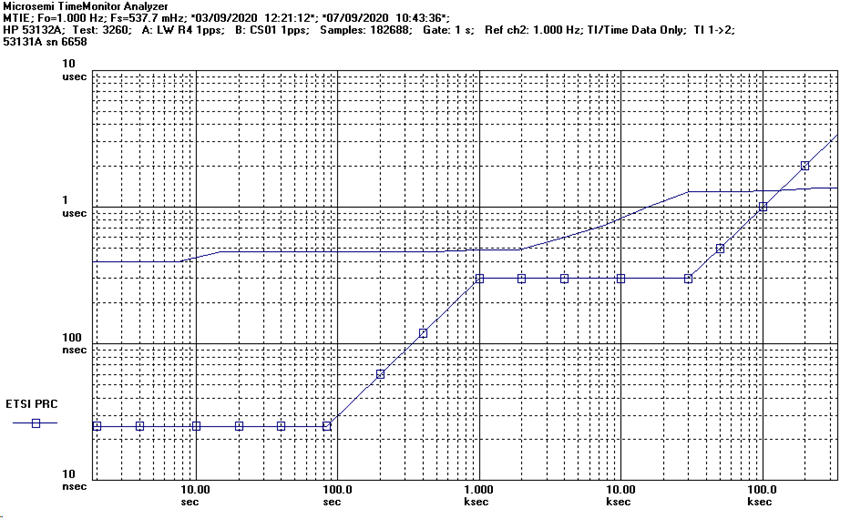 Microsemi TimeMonitor Analyzer
MTIE; Fo=1.000 Hz; Fs=537.7 mHz; *03/09/2020 12:21:12*; *07/09/2020 10:43:36*;
HP 53132A; Test: 3260; A: LW R4 1pps; B: CS01 1pps; Samples: 182688; Gate: 1 s; Ref ch2: 1.000 Hz; TI/Time Data Only; TI 1->2;
53131A sn 6658
10
usec
1
usec
100
nsec
ETSI PRC
10
nsec
10.00
sec
100.0
sec
1.000
ksec
10.00
ksec
100.0
ksec